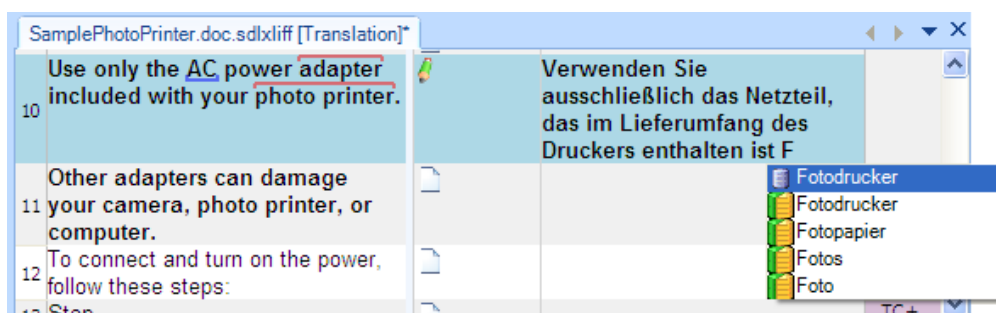 SamplePhotoPrinter.doc.sdlxliff [Translation]*
10
Use only the AC power adapter
included with your photo printer.
Verwenden Sie
ausschließlich das Netzteil,
das im Lieferumfang des
Druckers enthalten ist F
Fotodrucker
Fotodrucker
Fotopapier
Fotos
Foto
11
Other adapters can damage
your camera, photo printer, or
computer.
12
To connect and turn on the power,
follow these steps:
Step
TC+